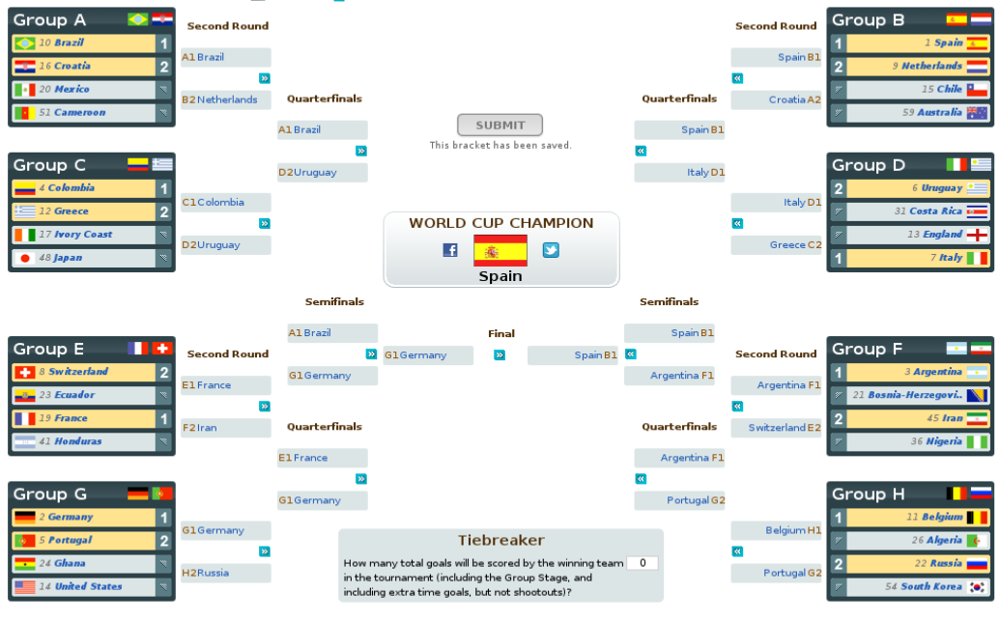 Group A
10 Brazil 1
16 Croatia 2
20 Mexico
51 Cameroon
Group C
4 Colombia 1
12 Greece 2
17 Ivory Coast
48 Japan
Second Round
A1 Brazil
B2 Netherlands
C1 Colombia
D2 Uruguay
Quarterfinals
A1 Brazil
D2 Uruguay
SUBMIT
This bracket has been saved.
WORLD CUP CHAMPION
Spain
Group B
1 1 Spain
2 9 Netherlands
15 Chile
59 Australia
Group D
2 6 Uruguay
31 Costa Rica
13 England
1 7 Italy
Second Round
Spain B1
Croatia A2
Italy D1
Greece C2
Quarterfinals
Spain B1
Italy D1
Semifinals
A1 Brazil
G1 Germany
Final
G1 Germany
Spain B1
Semifinals
Spain B1
Argentina F1
Group E
8 Switzerland 2
23 Ecuador
19 France 1
41 Honduras
Group G
2 Germany 1
5 Portugal 2
24 Ghana
14 United States
Second Round
E1 France
F2 Iran
G1 Germany
H2 Russia
Quarterfinals
E1 France
G1 Germany
Tiebreaker
How many total goals will be scored by the winning team 0
in the tournament (including the Group Stage, and
including extra time goals, but not shootouts)?
Quarterfinals
Argentina F1
Portugal G2
Second Round
Argentina F1
Switzerland E2
Belgium H1
Portugal G2
Group F
1 3 Argentina
21 Bosnia-Herzegovi..
2 45 Iran
36 Nigeria
Group H
1 11 Belgium
26 Algeria
2 22 Russia
54 South Korea